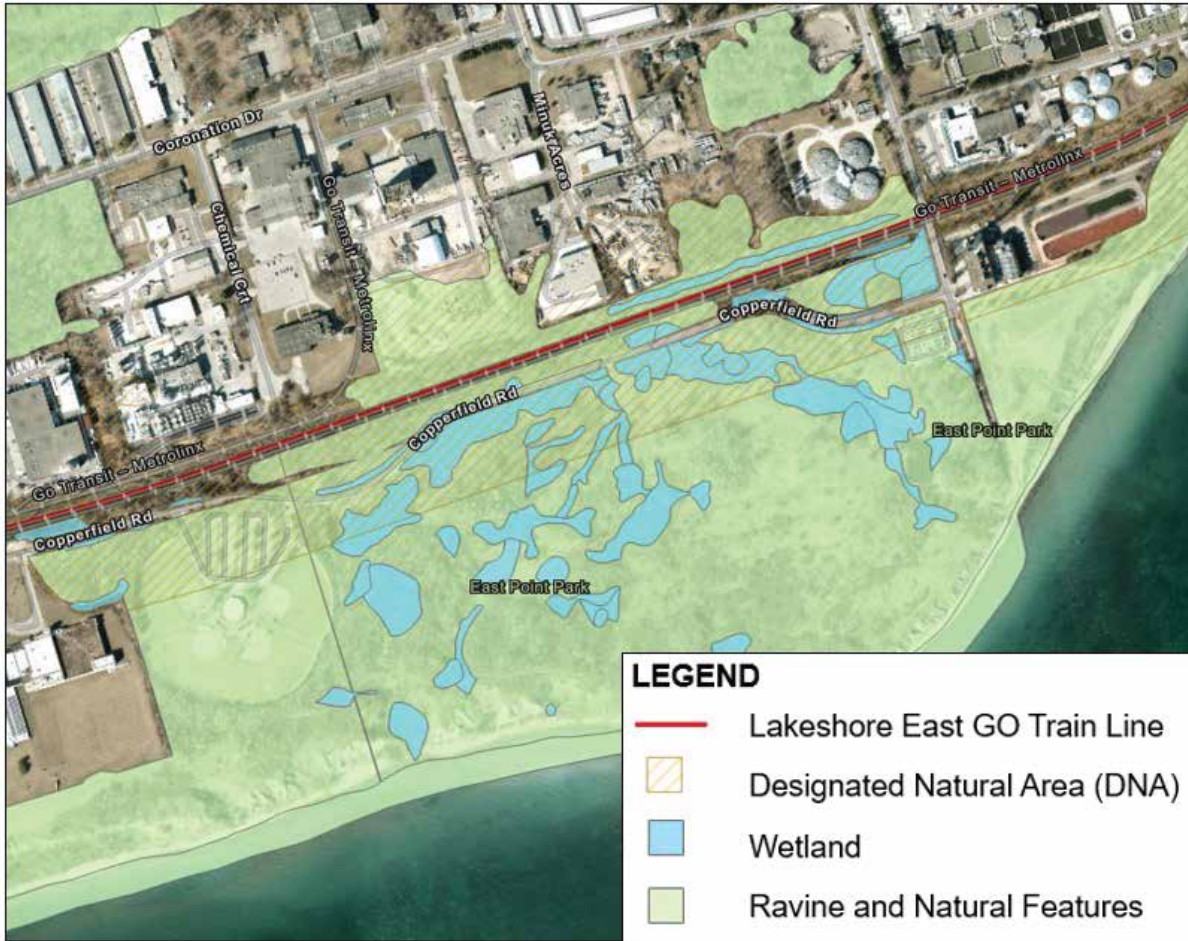 Coronation Dr
Minuk Acres
Chemical Crt
Go Transit – Metrolinx
Go Transit – Metrolinx
Copperfield Rd
Copperfield Rd
East Point Park
Go Transit – Metrolinx
Copperfield Rd
East Point Park
LEGEND
Lakeshore East GO Train Line
Designated Natural Area (DNA)
Wetland
Ravine and Natural Features